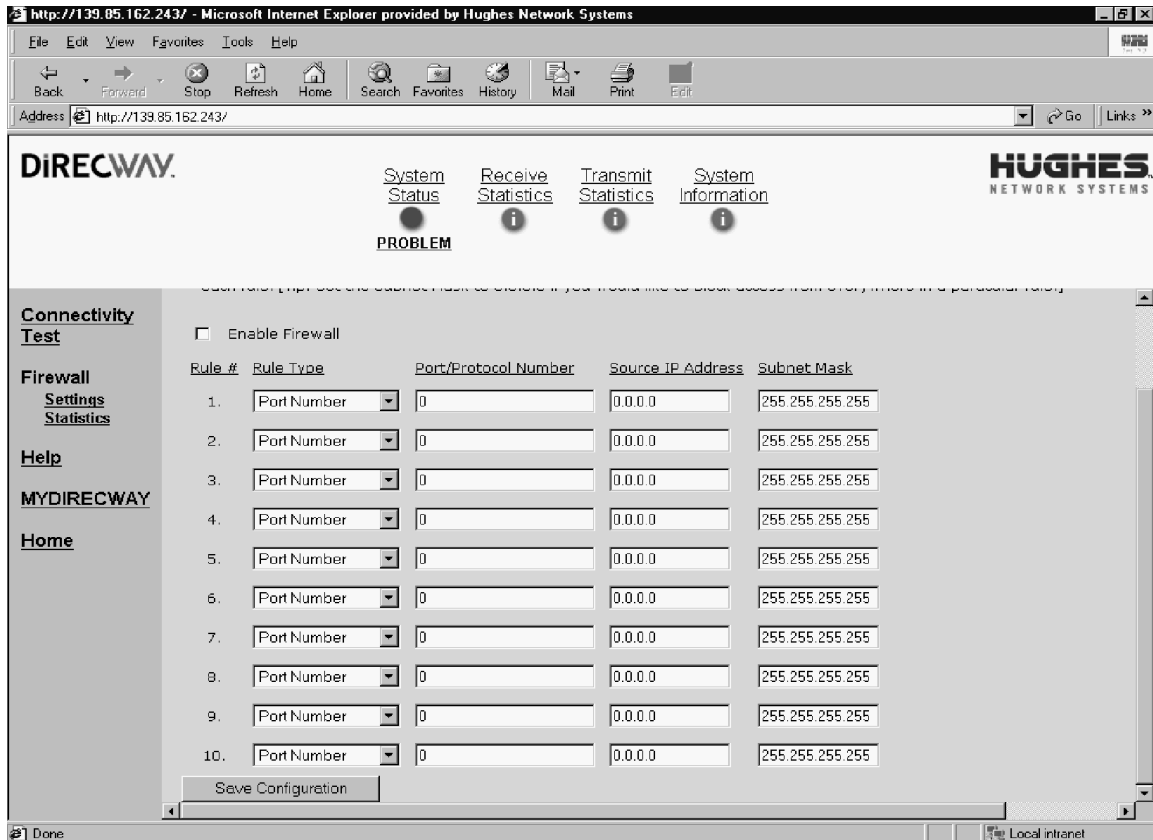 http://139.85.162.243/ - Microsoft Internet Explorer provided by Hughes Network Systems
File Edit View Favorites Tools Help
Back Forward Stop Refresh Home Search Favorites History Mail Print Edit
Address http://139.85.162.243/ Go Links »
DIRECWAY.
System Status
Receive Statistics
Transmit Statistics
System Information
PROBLEM
HUGHES
NETWORK SYSTEMS
Connectivity
Test
Firewall
Settings
Statistics
Help
MYDIRECWAY
Home
Enable Firewall
Rule # Rule Type Port/Protocol Number Source IP Address Subnet Mask
1. Port Number 0 0.0.0.0 255.255.255.255
2. Port Number 0 0.0.0.0 255.255.255.255
3. Port Number 0 0.0.0.0 255.255.255.255
4. Port Number 0 0.0.0.0 255.255.255.255
5. Port Number 0 0.0.0.0 255.255.255.255
6. Port Number 0 0.0.0.0 255.255.255.255
7. Port Number 0 0.0.0.0 255.255.255.255
8. Port Number 0 0.0.0.0 255.255.255.255
9. Port Number 0 0.0.0.0 255.255.255.255
10. Port Number 0 0.0.0.0 255.255.255.255
Save Configuration
Done Local intranet